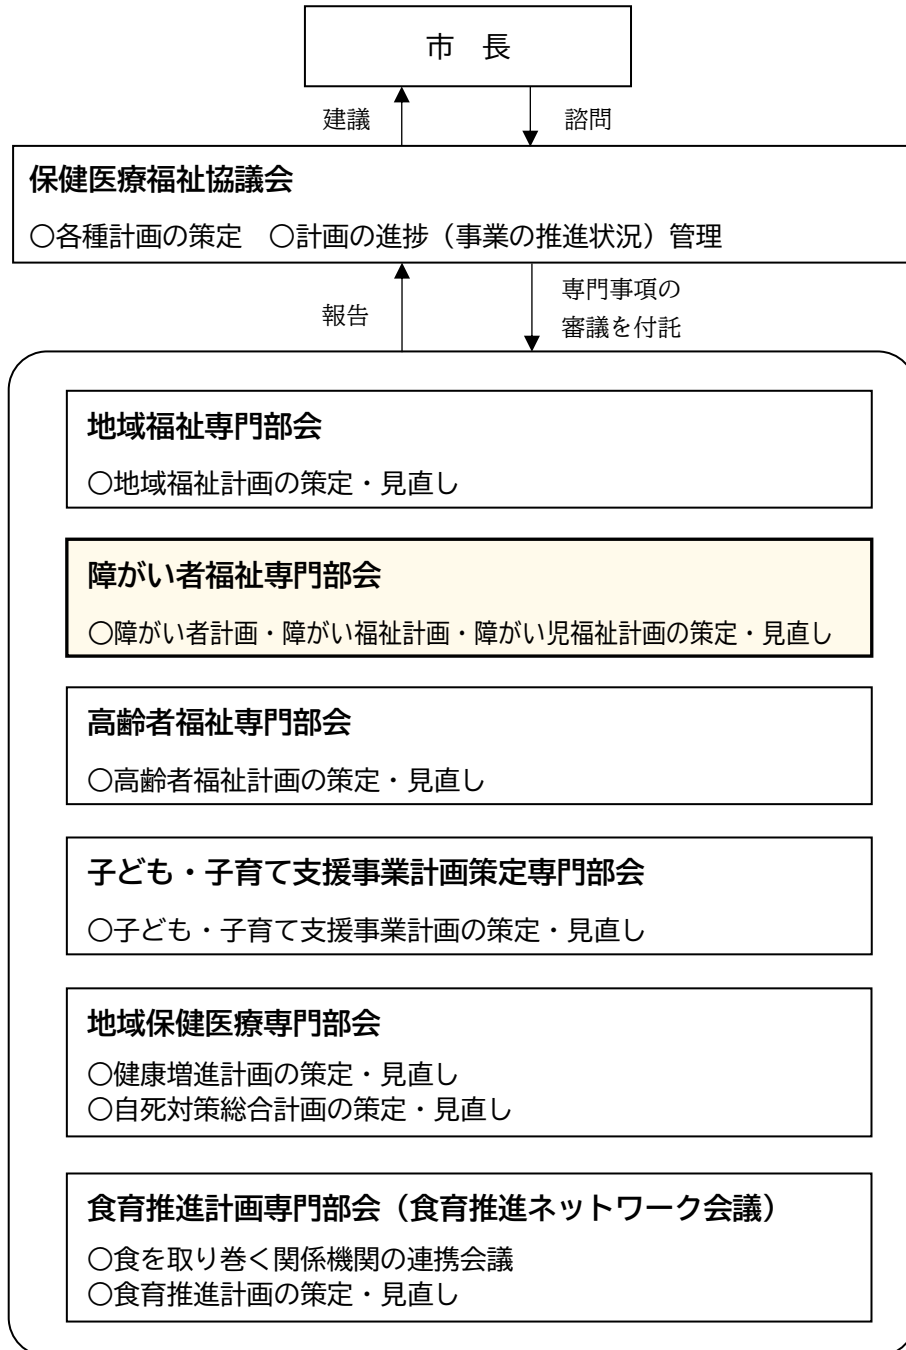 市　長
建議
諮問
保健医療福祉協議会
○各種計画の策定　○計画の進捗（事業の推進状況）管理
報告
専門事項の
審議を付託
地域福祉専門部会
○地域福祉計画の策定・見直し
障がい者福祉専門部会
○障がい者計画・障がい福祉計画・障がい児福祉計画の策定・見直し
高齢者福祉専門部会
○高齢者福祉計画の策定・見直し
子ども・子育て支援事業計画策定専門部会
○子ども・子育て支援事業計画の策定・見直し
地域保健医療専門部会
○健康増進計画の策定・見直し
○自死対策総合計画の策定・見直し
食育推進計画専門部会（食育推進ネットワーク会議）
○食を取り巻く関係機関の連携会議
○食育推進計画の策定・見直し